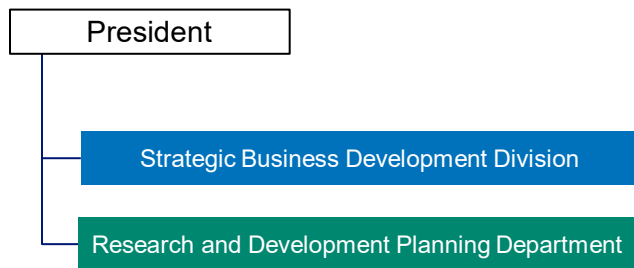 President
Strategic Business Development Division
Research and Development Planning Department